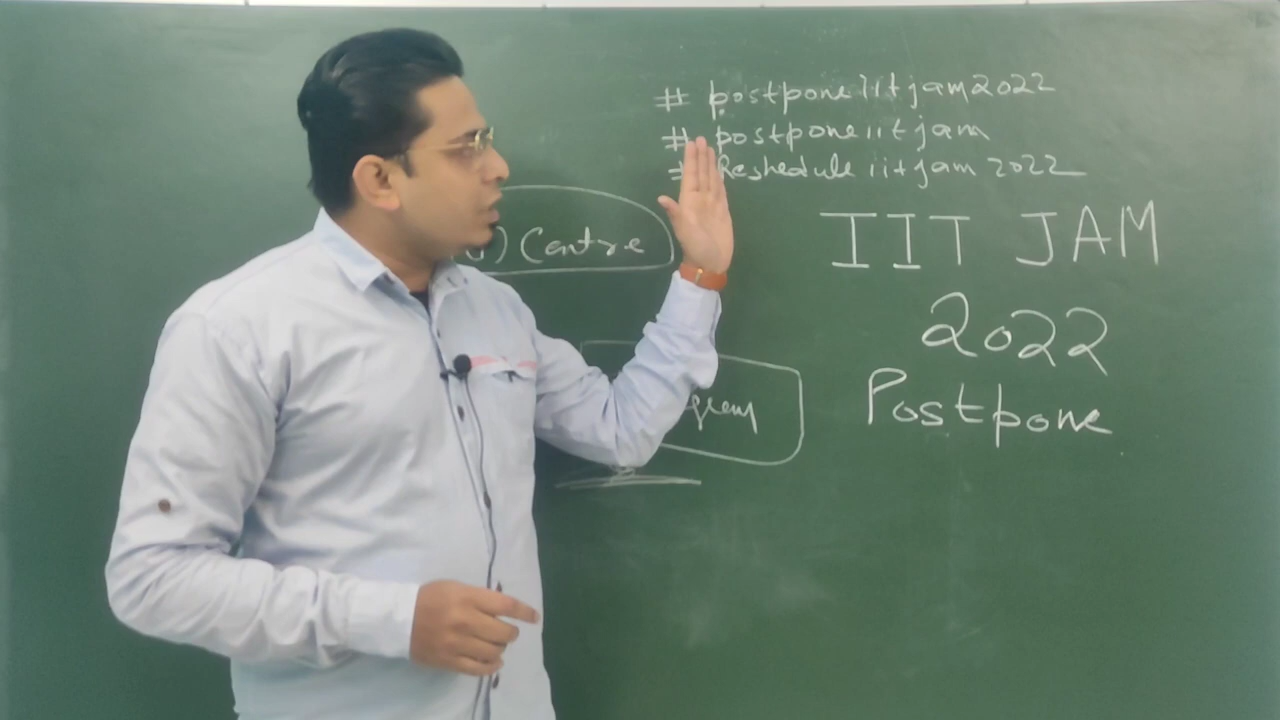 # postponeiitjam2022
# postponeiitjam
# Reshedule iitjam 2022
Centre
IIT JAM
2022
Postpone